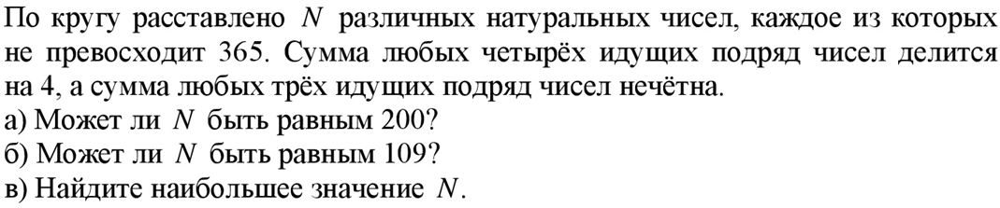 По кругу расставлено N различных натуральных чисел, каждое из которых
не превосходит 365. Сумма любых четырёх идущих подряд чисел делится
на 4, а сумма любых трёх идущих подряд чисел нечётна.
а) Может ли N быть равным 200?
б) Может ли N быть равным 109?
в) Найдите наибольшее значение N.